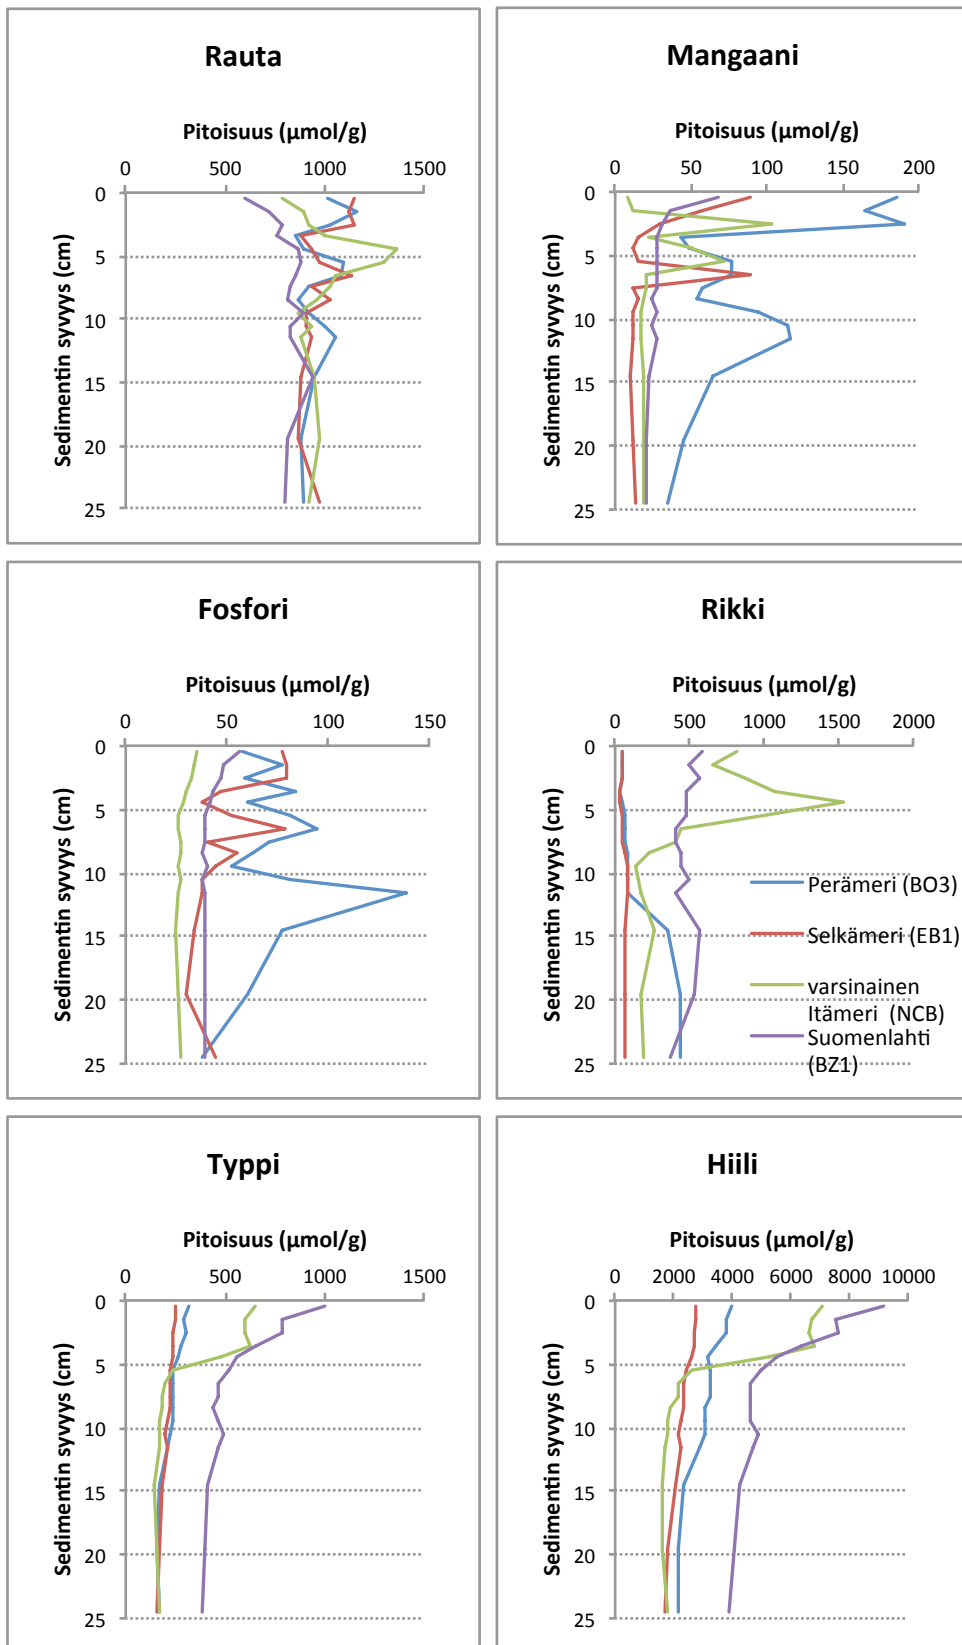 Rauta
Pitoisuus (µmol/g)
0 500 1000 1500
0
5
10
15
20
25
Sedimentin syvyys (cm)
Mangaani
Pitoisuus (µmol/g)
0 50 100 150 200
0
5
10
15
20
25
Sedimentin syvyys (cm)
Fosfori
Pitoisuus (µmol/g)
0 50 100 150
0
5
10
15
20
25
Sedimentin syvyys (cm)
Rikki
Pitoisuus (µmol/g)
0 500 1000 1500 2000
0
5
10
15
20
25
Sedimentin syvyys (cm)
Perämeri (BO3)
Selkämeri (EB1)
varsinainen
Itämeri (NCB)
Suomenlahti
(BZ1)
Typpi
Pitoisuus (µmol/g)
0 500 1000 1500
0
5
10
15
20
25
Sedimentin syvyys (cm)
Hiili
Pitoisuus (µmol/g)
0 2000 4000 6000 8000 10000
0
5
10
15
20
25
Sedimentin syvyys (cm)